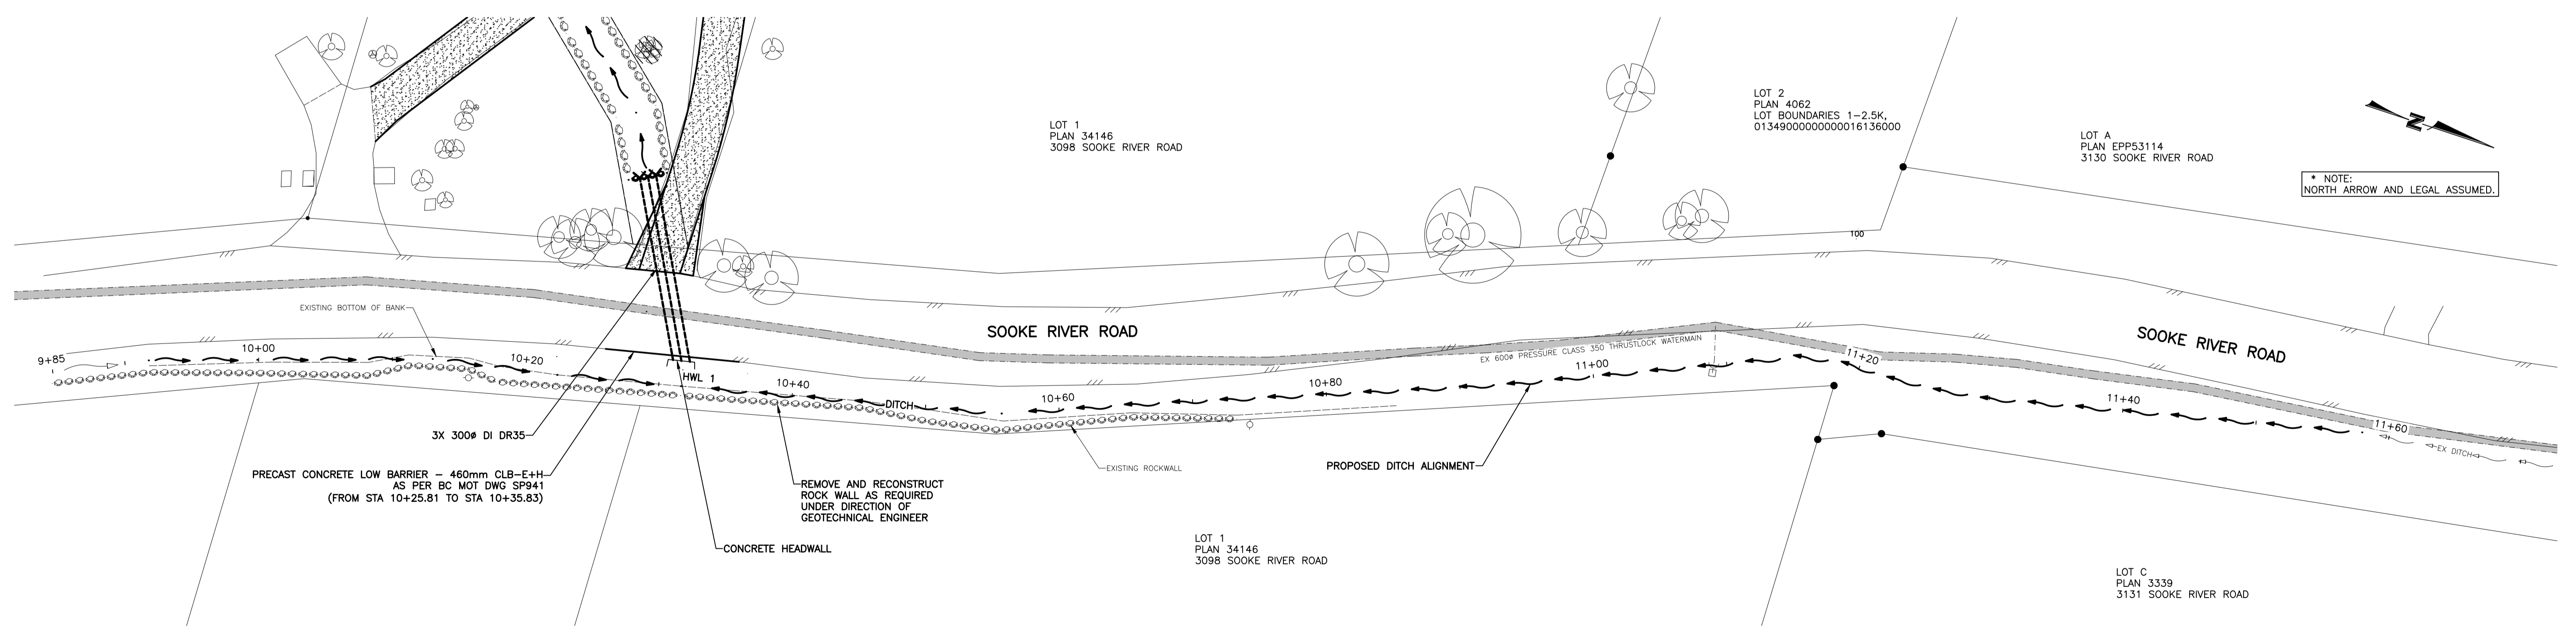 LOT 1
PLAN 34146
3098 SOOKE RIVER ROAD
LOT 2
PLAN 4062
LOT BOUNDARIES 1-2.5K,
01349000000000016136000
LOT A
PLAN EPP53114
3130 SOOKE RIVER ROAD
N
* NOTE:
NORTH ARROW AND LEGAL ASSUMED.
100
EXISTING BOTTOM OF BANK
SOOKE RIVER ROAD
SOOKE RIVER ROAD
EX 600ø PRESSURE CLASS 350 THRUSTLOCK WATERMAIN
9+85
10+00
10+20
HWL 1
10+40
DITCH
10+60
10+80
11+00
11+20
11+40
11+60
EX DITCH
3X 300ø DI DR35
PRECAST CONCRETE LOW BARRIER - 460mm CLB-E+H
AS PER BC MOT DWG SP941
(FROM STA 10+25.81 TO STA 10+35.83)
REMOVE AND RECONSTRUCT
ROCK WALL AS REQUIRED
UNDER DIRECTION OF
GEOTECHNICAL ENGINEER
EXISTING ROCKWALL
PROPOSED DITCH ALIGNMENT
CONCRETE HEADWALL
LOT 1
PLAN 34146
3098 SOOKE RIVER ROAD
LOT C
PLAN 3339
3131 SOOKE RIVER ROAD